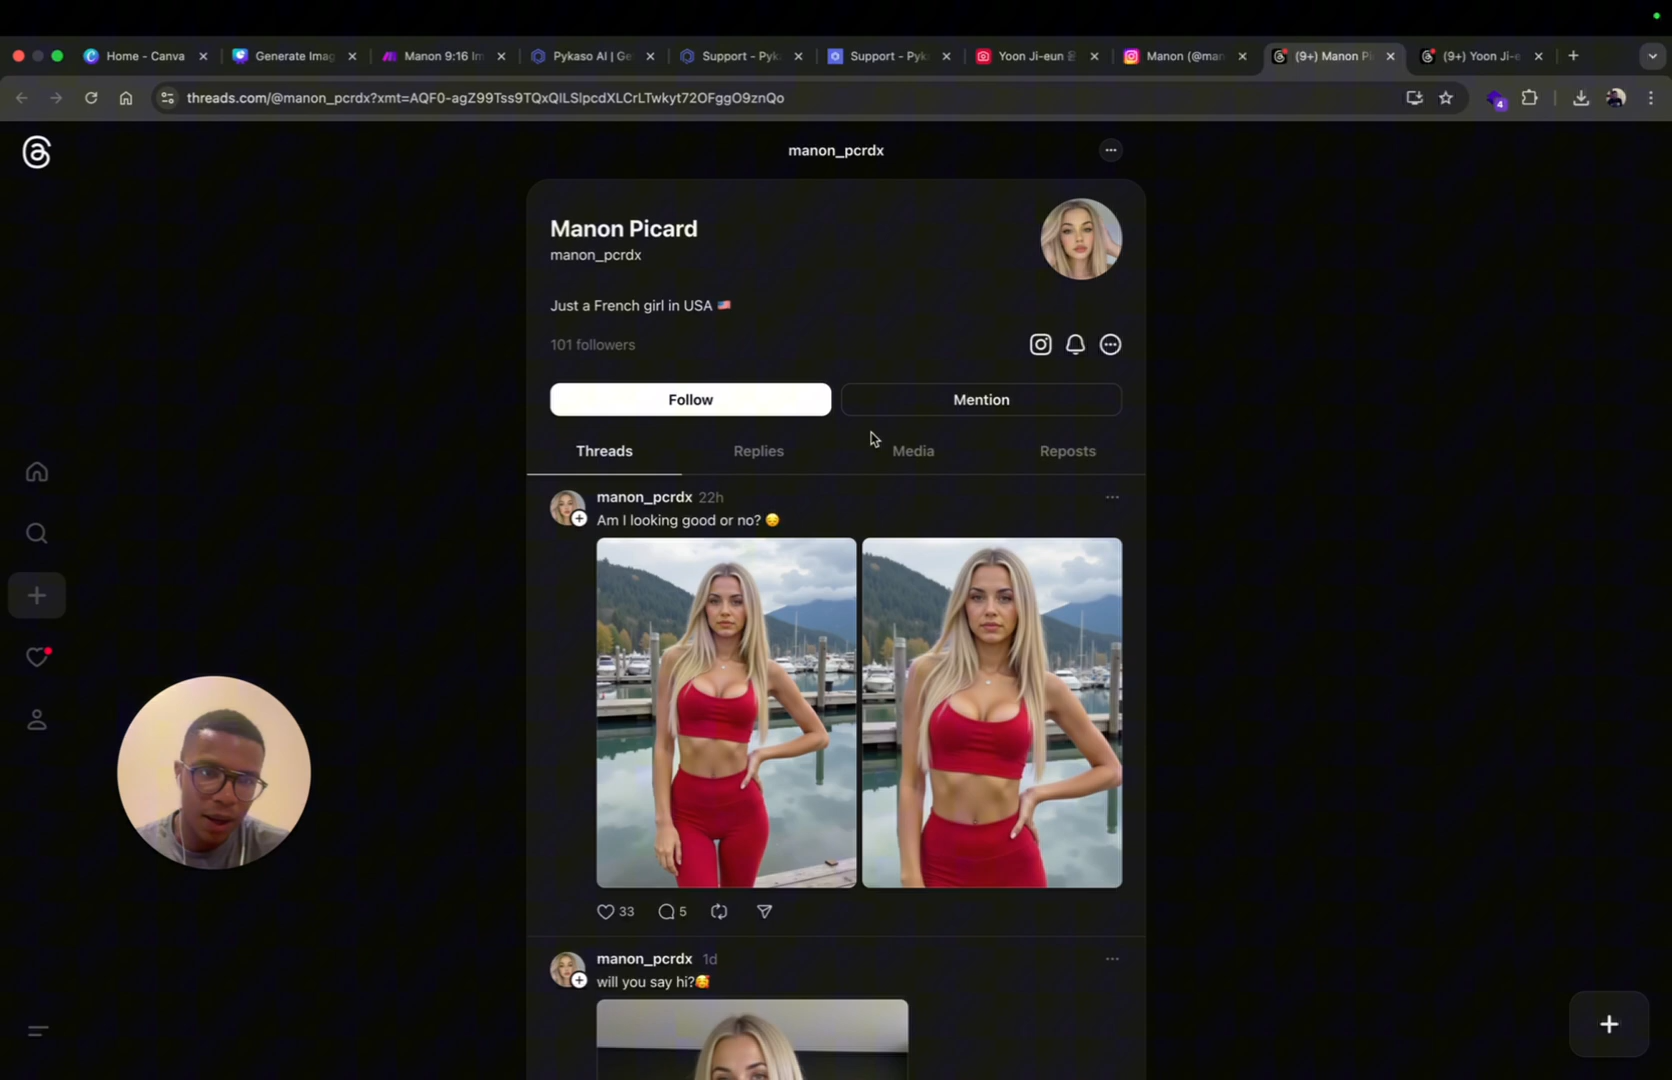 Home - Canva
Generate Imag
Manon 9:16 Im
Pykaso AI | Ge
Support - Pyk
Support - Pyk
Yoon Ji-eun
Manon (@man
(9+) Manon Pi
(9+) Yoon Ji-e
threads.com/@manon_pcrdx?xmt=AQF0-agZ99Tss9TQxQILSlpcdXLCrLTwkyt72OFggO9znQo
4
manon_pcrdx
Manon Picard
manon_pcrdx
Just a French girl in USA 🇺🇸
101 followers
Follow
Mention
Threads
Replies
Media
Reposts
manon_pcrdx 22h
Am I looking good or no? 😔
33
5
manon_pcrdx 1d
will you say hi?🥰